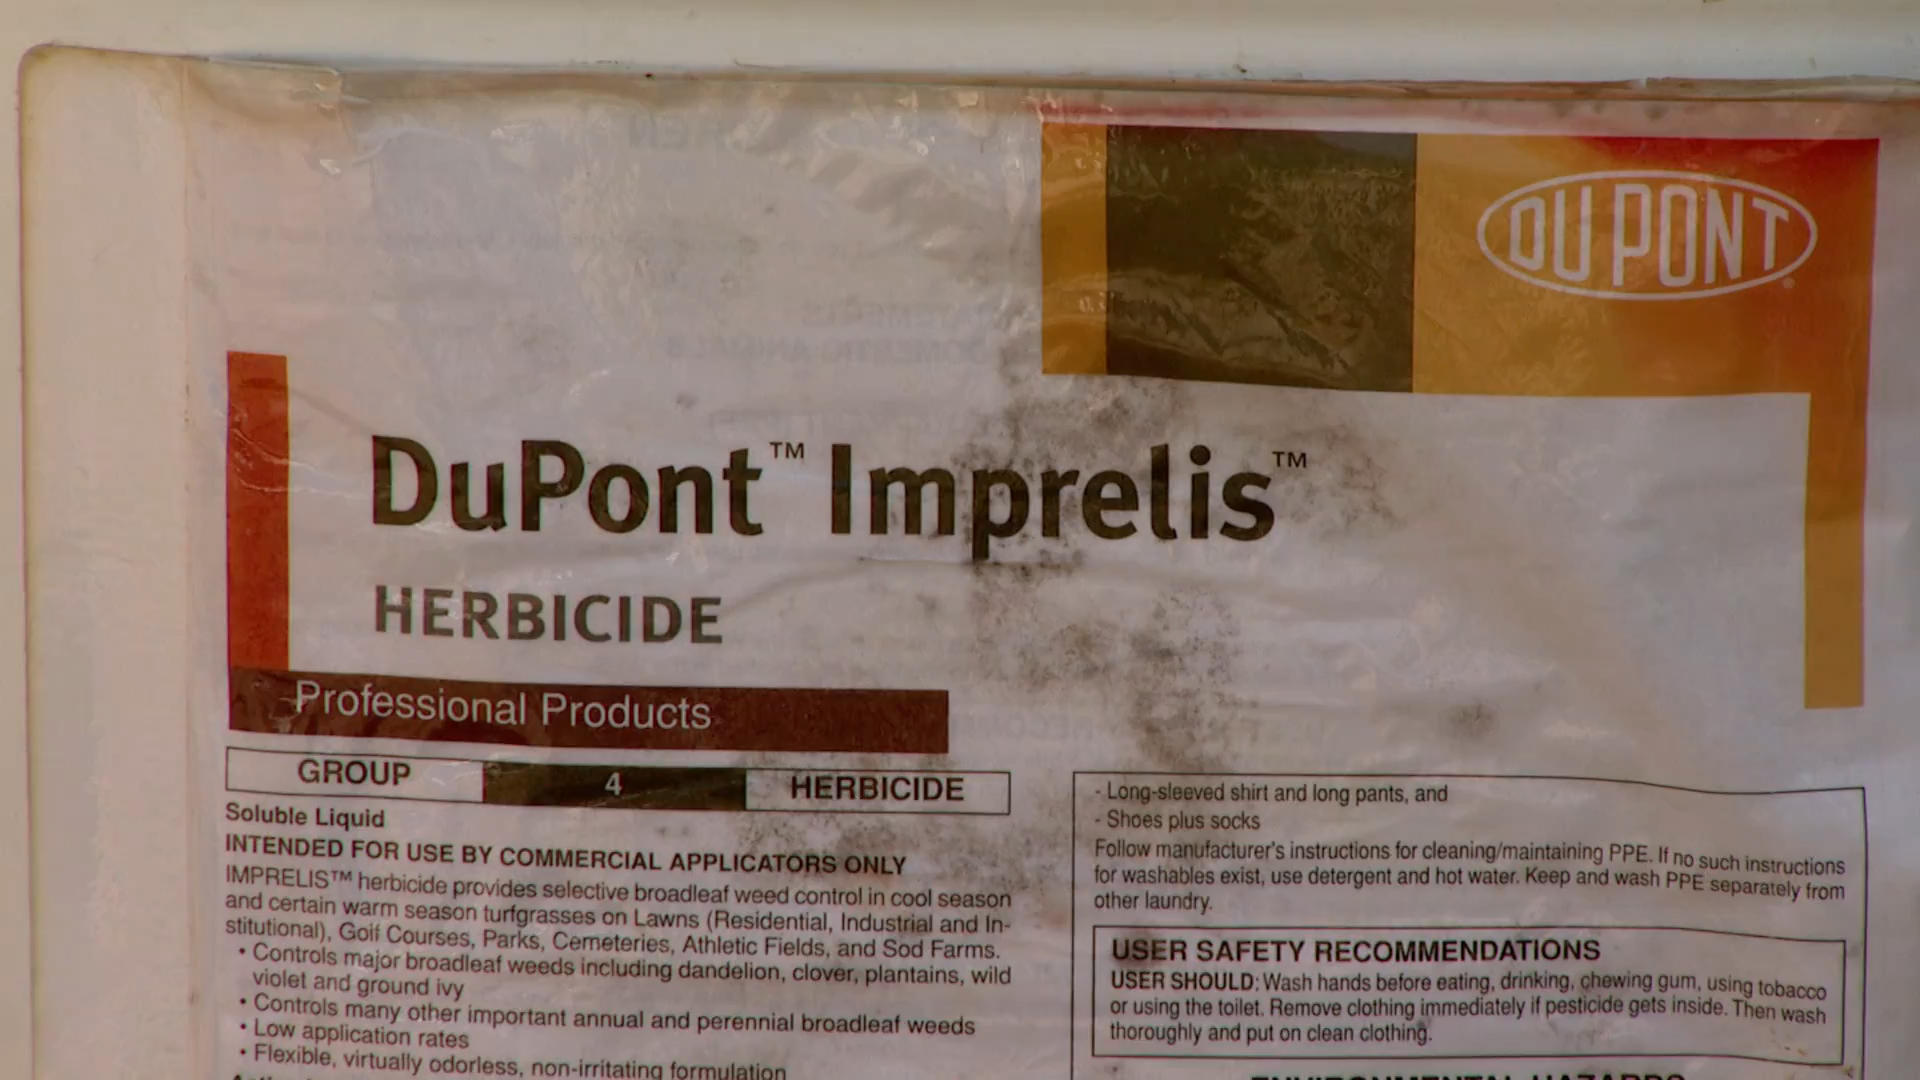 DU PONT
DuPont™ Imprelis™
HERBICIDE
Professional Products
GROUP 4 HERBICIDE
Soluble Liquid
INTENDED FOR USE BY COMMERCIAL APPLICATORS ONLY
IMPRELIS™ herbicide provides selective broadleaf weed control in cool season
and certain warm season turfgrasses on Lawns (Residential, Industrial and In-
stitutional), Golf Courses, Parks, Cemeteries, Athletic Fields, and Sod Farms.
• Controls major broadleaf weeds including dandelion, clover, plantains, wild
violet and ground ivy
• Controls many other important annual and perennial broadleaf weeds
• Low application rates
• Flexible, virtually odorless, non-irritating formulation
- Long-sleeved shirt and long pants, and
- Shoes plus socks
Follow manufacturer's instructions for cleaning/maintaining PPE. If no such instructions
for washables exist, use detergent and hot water. Keep and wash PPE separately from
other laundry.
USER SAFETY RECOMMENDATIONS
USER SHOULD: Wash hands before eating, drinking, chewing gum, using tobacco
or using the toilet. Remove clothing immediately if pesticide gets inside. Then wash
thoroughly and put on clean clothing.
ENVIRONMENTAL HAZARDS